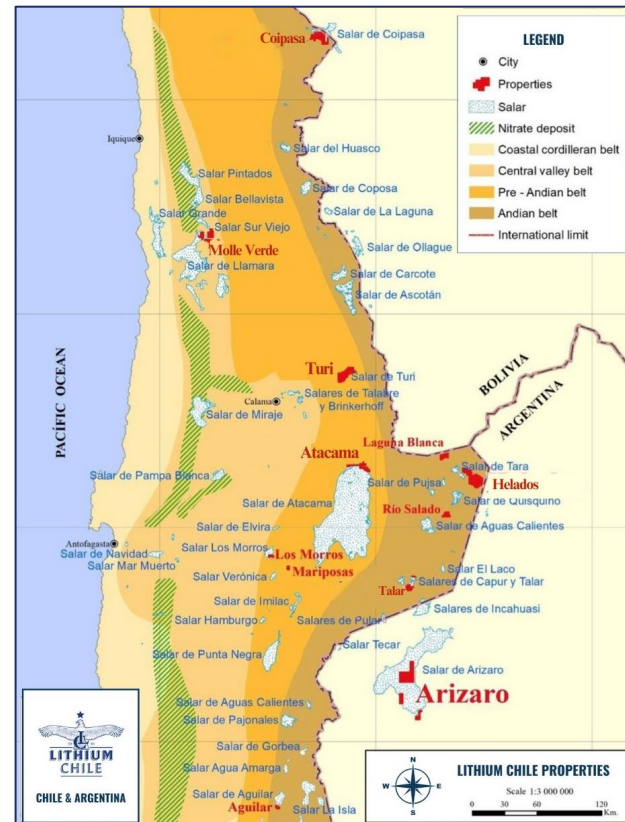 Coipasa
Salar de Coipasa
LEGEND
City
Properties
Salar
Nitrate deposit
Coastal cordilleran belt
Central valley belt
Pre - Andian belt
Andian belt
International limit
Iquique
Salar del Huasco
Salar Pintados
Salar de Coposa
Salar Bellavista
Salar Grande
Salar de La Laguna
Salar Sur Viejo
Molle Verde
Salar de Ollague
Salar de Llamara
Salar de Carcote
Salar de Ascotán
PACÍFIC OCEAN
BOLIVIA
ARGENTINA
Turi
Salar de Turi
Calama
Salares de Talabre
y Brinkerhoff
Salar de Miraje
Atacama
Laguna Blanca
Salar de Tara
Salar de Pampa Blanca
Salar de Pujsa
Helados
Salar de Atacama
Salar de Quisquino
Río Salado
Salar de Elvira
Salar de Aguas Calientes
Antofagasta
Salar de Navidad
Salar Los Morros
Los Morros
Salar Mar Muerto
Mariposas
Salar El Laco
Salar Verónica
Salares de Capur y Talar
Talar
Salar de Imilac
Salares de Incahuasi
Salar Hamburgo
Salares de Pular
Salar Tecar
Salar de Punta Negra
Salar de Arizaro
Arizaro
Salar de Aguas Calientes
Salar de Pajonales
Salar de Gorbea
Salar Agua Amarga
Salar de Aguilar
Aguilar
Salar La Isla
LC
LITHIUM
CHILE
CHILE & ARGENTINA
N
W
E
S
LITHIUM CHILE PROPERTIES
Scale 1:3 000 000
0 30 60 90 120
Km.